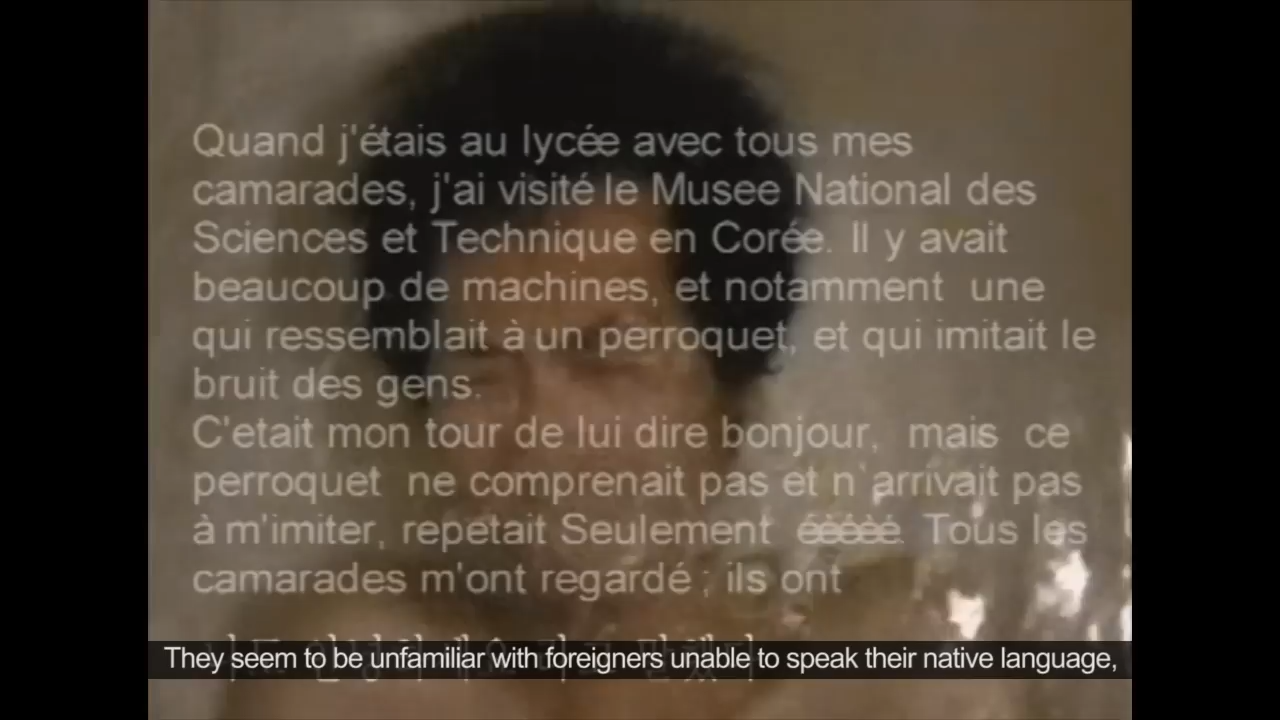 Quand j'étais au lycée avec tous mes
camarades, j'ai visité le Musee National des
Sciences et Technique en Corée. Il y avait
beaucoup de machines, et notamment une
qui ressemblait à un perroquet, et qui imitait le
bruit des gens.
C'etait mon tour de lui dire bonjour, mais ce
perroquet ne comprenait pas et n'arrivait pas
à m'imiter, repetait Seulement éèéèé. Tous les
camarades m'ont regardé ; ils ont
They seem to be unfamiliar with foreigners unable to speak their native language,